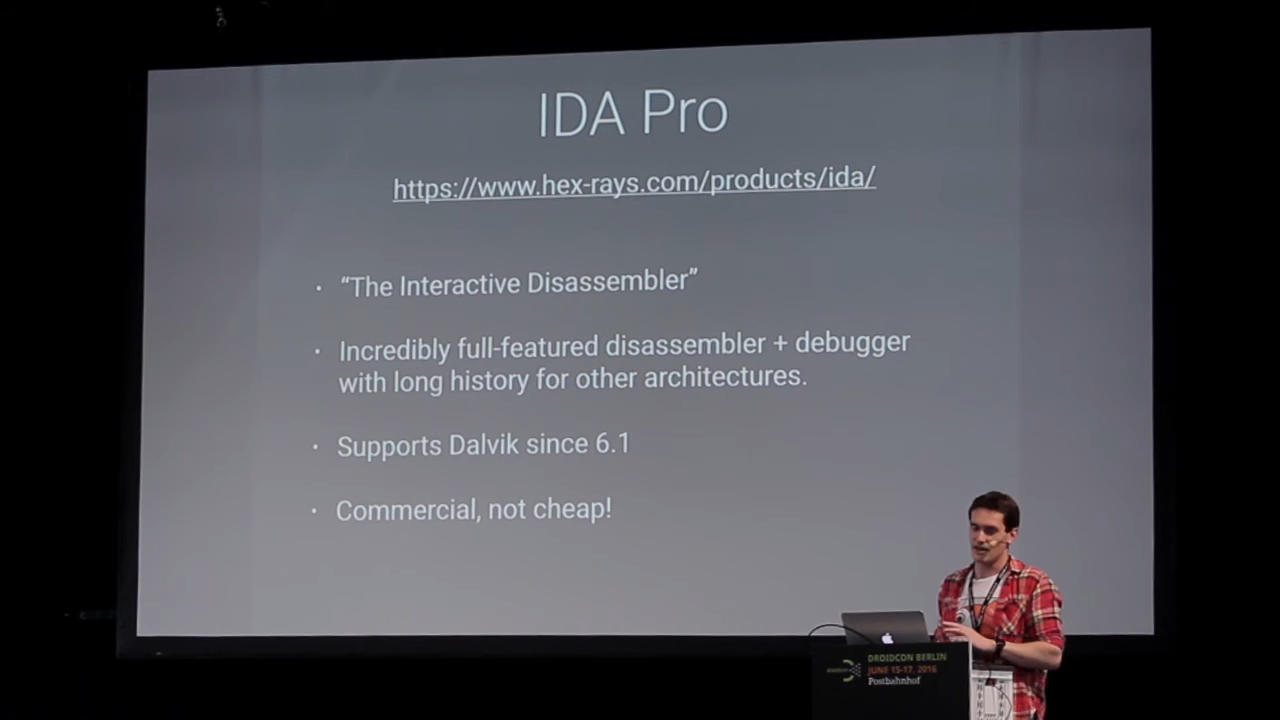 IDA Pro
https://www.hex-rays.com/products/ida/
· “The Interactive Disassembler”
· Incredibly full-featured disassembler + debugger
with long history for other architectures.
· Supports Dalvik since 6.1
· Commercial, not cheap!
DROIDCON BERLIN
JUNE 15-17, 2016
Postbahnhof